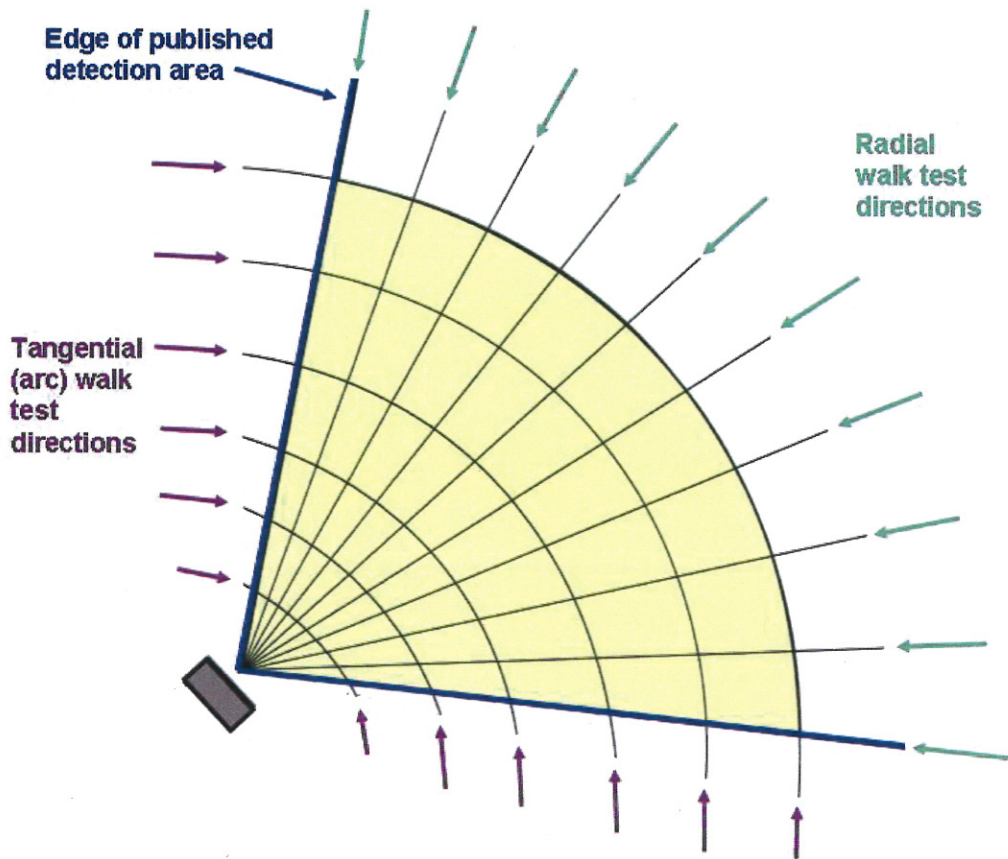 Edge of published
detection area
Radial
walk test
directions
Tangential
(arc) walk
test
directions